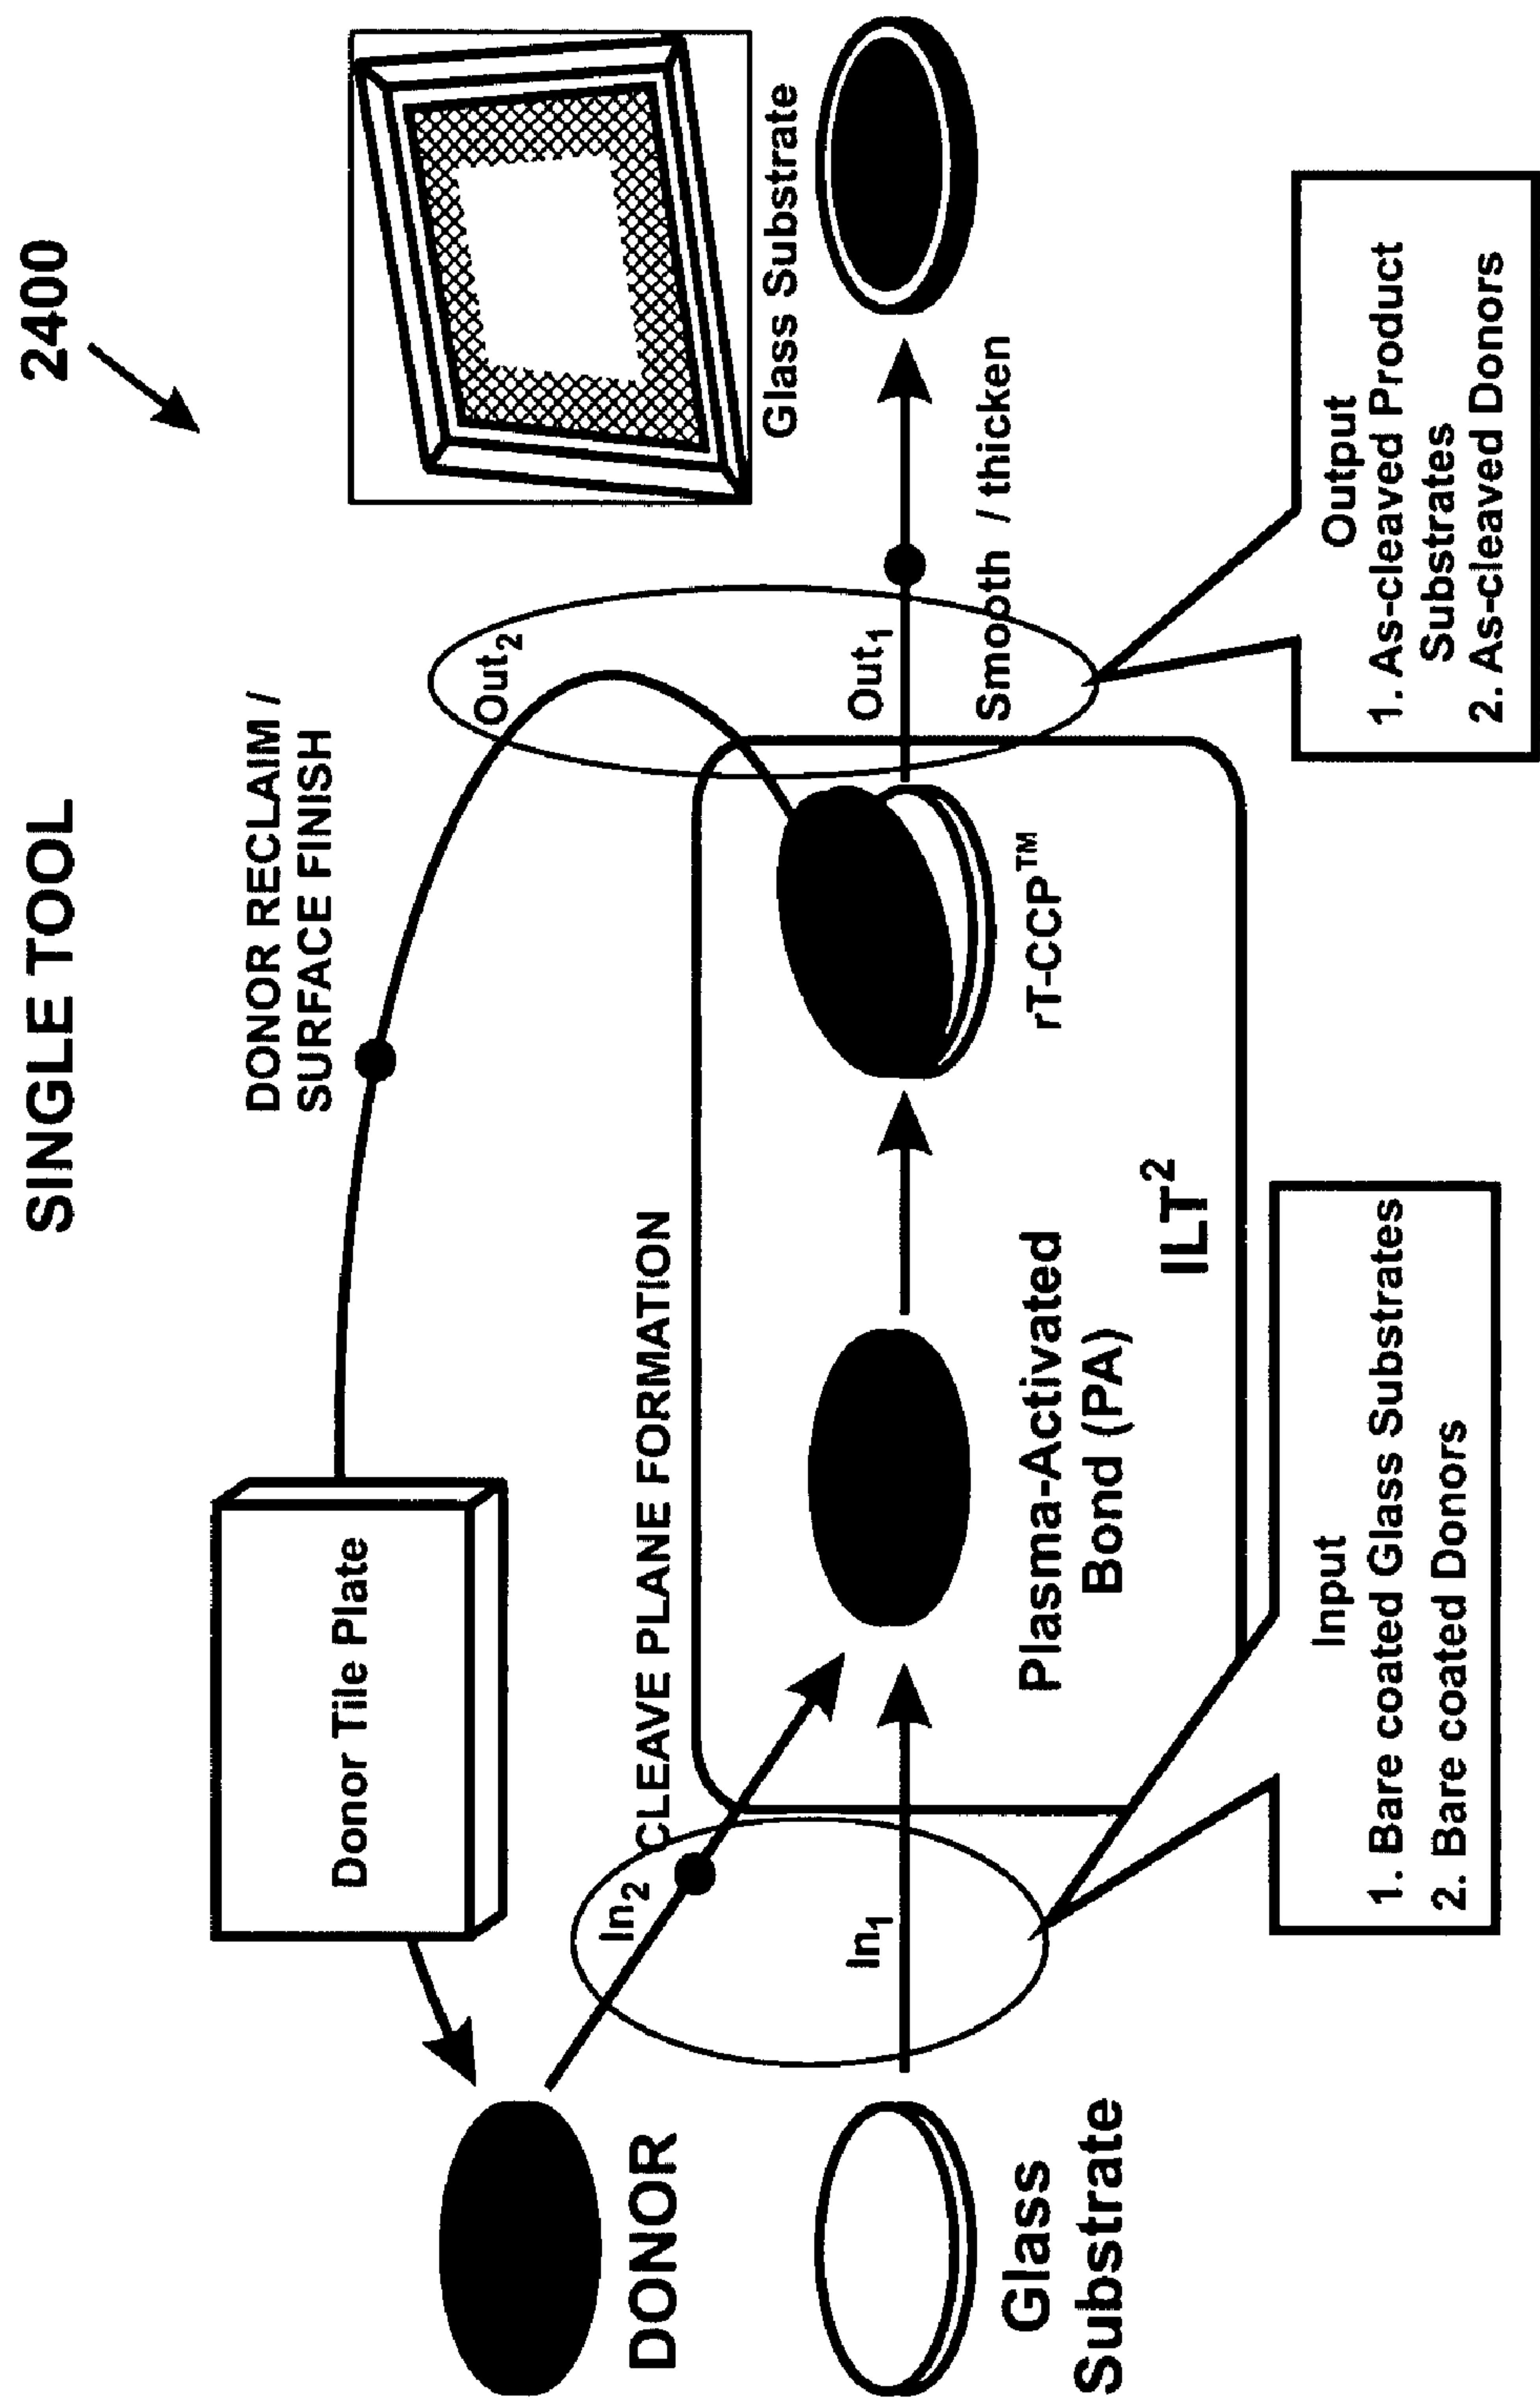 2400
SINGLE TOOL
DONOR RECLAIM /
SURFACE FINISH
Donor Tile Plate
Out2
Glass Substrate
DONOR
In2
CLEAVE PLANE FORMATION
In1
Out1
Smooth / thicken
Glass
Substrate
Plasma-Activated
Bond (PA)
rT-CCP™
ILT²
Input
1. Bare coated Glass Substrates
2. Bare coated Donors
Output
1. As-cleaved Product
Substrates
2. As-cleaved Donors